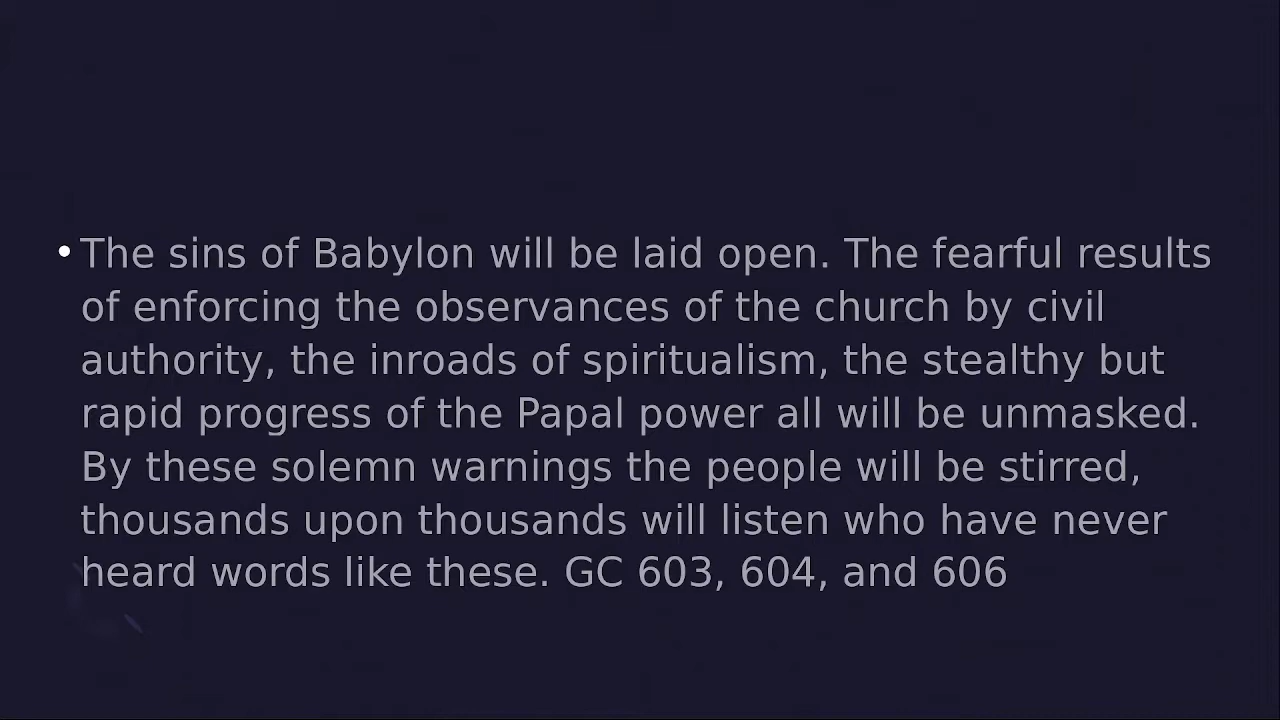 • The sins of Babylon will be laid open. The fearful results
of enforcing the observances of the church by civil
authority, the inroads of spiritualism, the stealthy but
rapid progress of the Papal power all will be unmasked.
By these solemn warnings the people will be stirred,
thousands upon thousands will listen who have never
heard words like these. GC 603, 604, and 606